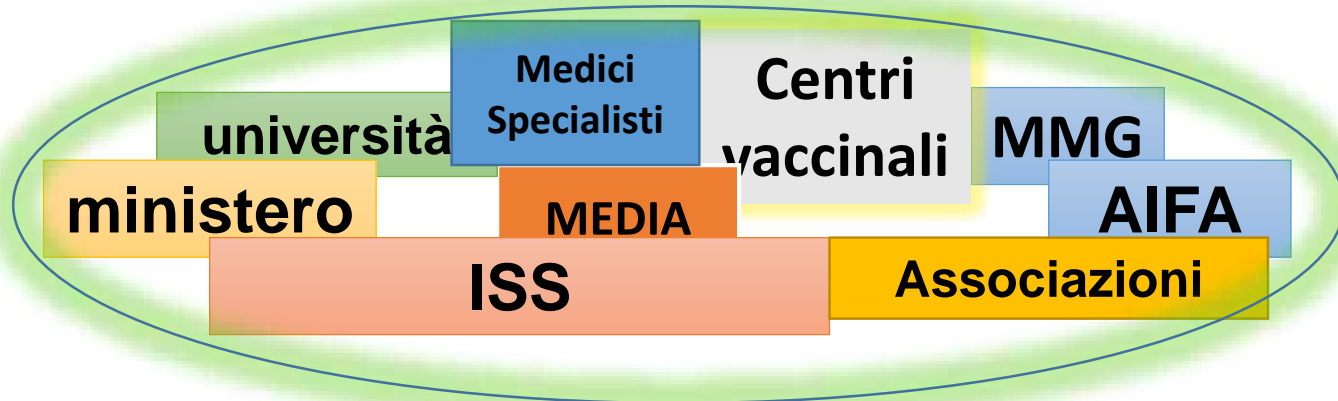 Medici
Specialisti
Centri
vaccinali
università
MMG
ministero
MEDIA
AIFA
ISS
Associazioni